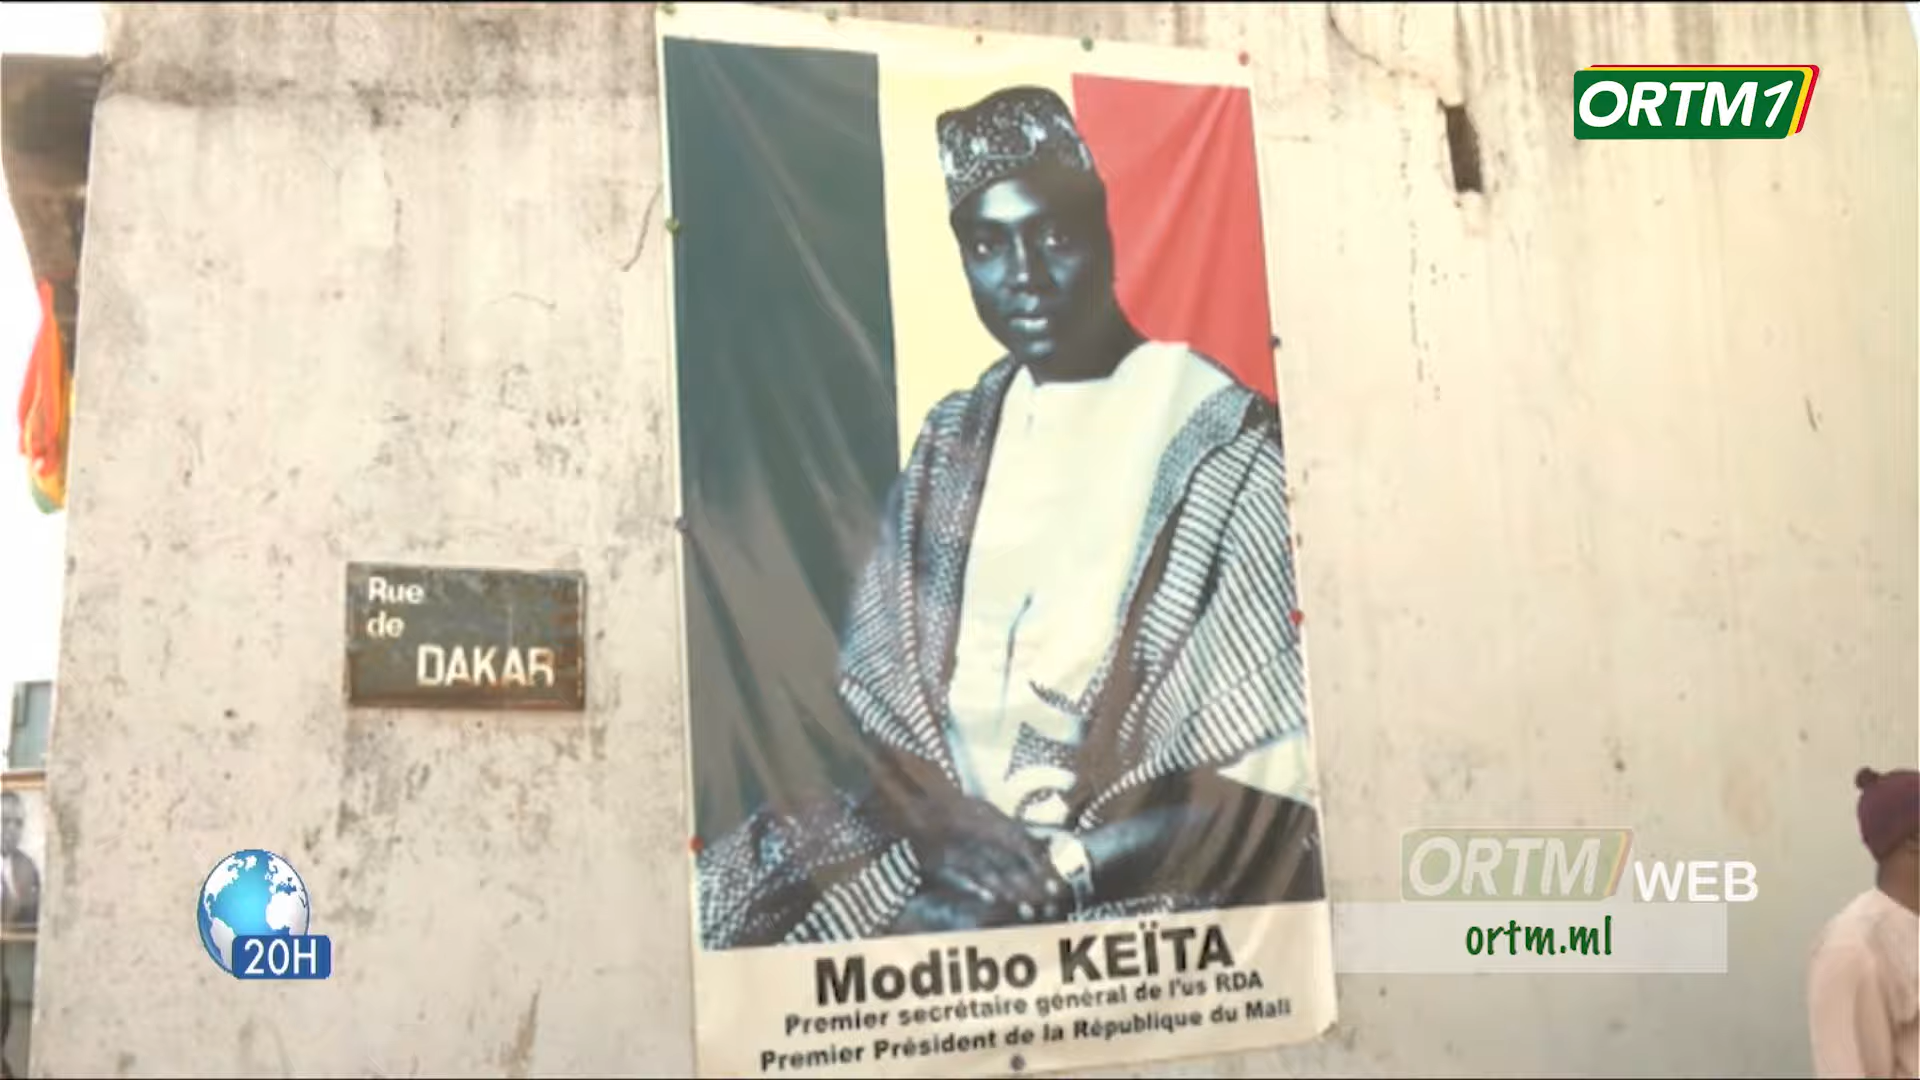 ORTM1
Rue
de
DAKAR
ORTM1 WEB
ortm.ml
20H
Modibo KEÏTA
Premier secrétaire général de l'us RDA
Premier Président de la République du Mali